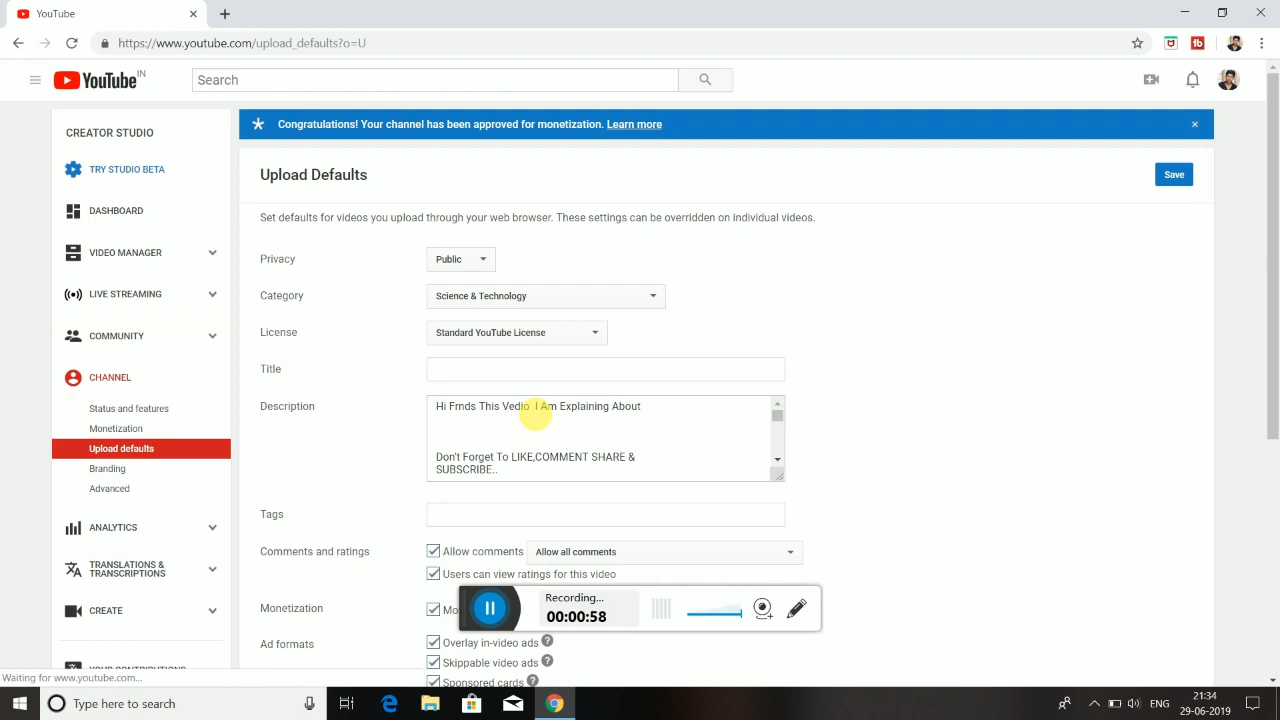 YouTube
https://www.youtube.com/upload_defaults?o=U
YouTube IN
Search
CREATOR STUDIO
TRY STUDIO BETA
DASHBOARD
VIDEO MANAGER
LIVE STREAMING
COMMUNITY
CHANNEL
Status and features
Monetization
Upload defaults
Branding
Advanced
ANALYTICS
TRANSLATIONS &
TRANSCRIPTIONS
CREATE
YOUR CONTRIBUTIONS
Waiting for www.youtube.com...
Congratulations! Your channel has been approved for monetization. Learn more
Upload Defaults
Save
Set defaults for videos you upload through your web browser. These settings can be overridden on individual videos.
Privacy
Public
Category
Science & Technology
License
Standard YouTube License
Title
Description
Hi Frnds This Vedio I Am Explaining About
Don't Forget To LIKE,COMMENT SHARE &
SUBSCRIBE..
Tags
Comments and ratings
Allow comments
Allow all comments
Users can view ratings for this video
Monetization
Mo
Recording...
00:00:58
Ad formats
Overlay in-video ads
Skippable video ads
Sponsored cards
Type here to search
ENG
21:34
29-06-2019